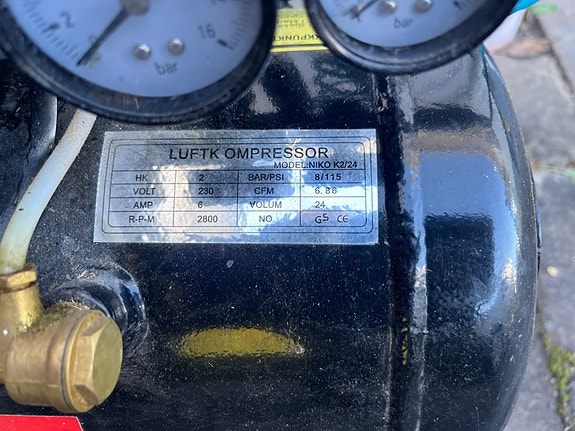 2
16
bar
bar
LUFTK OMPRESSOR
MODEL:NIKO K2/24
HK 2 BAR/PSI 8/115
VOLT 230 CFM 6.86
AMP 6 VOLUM 24
R-P-M 2800 NO GS CE